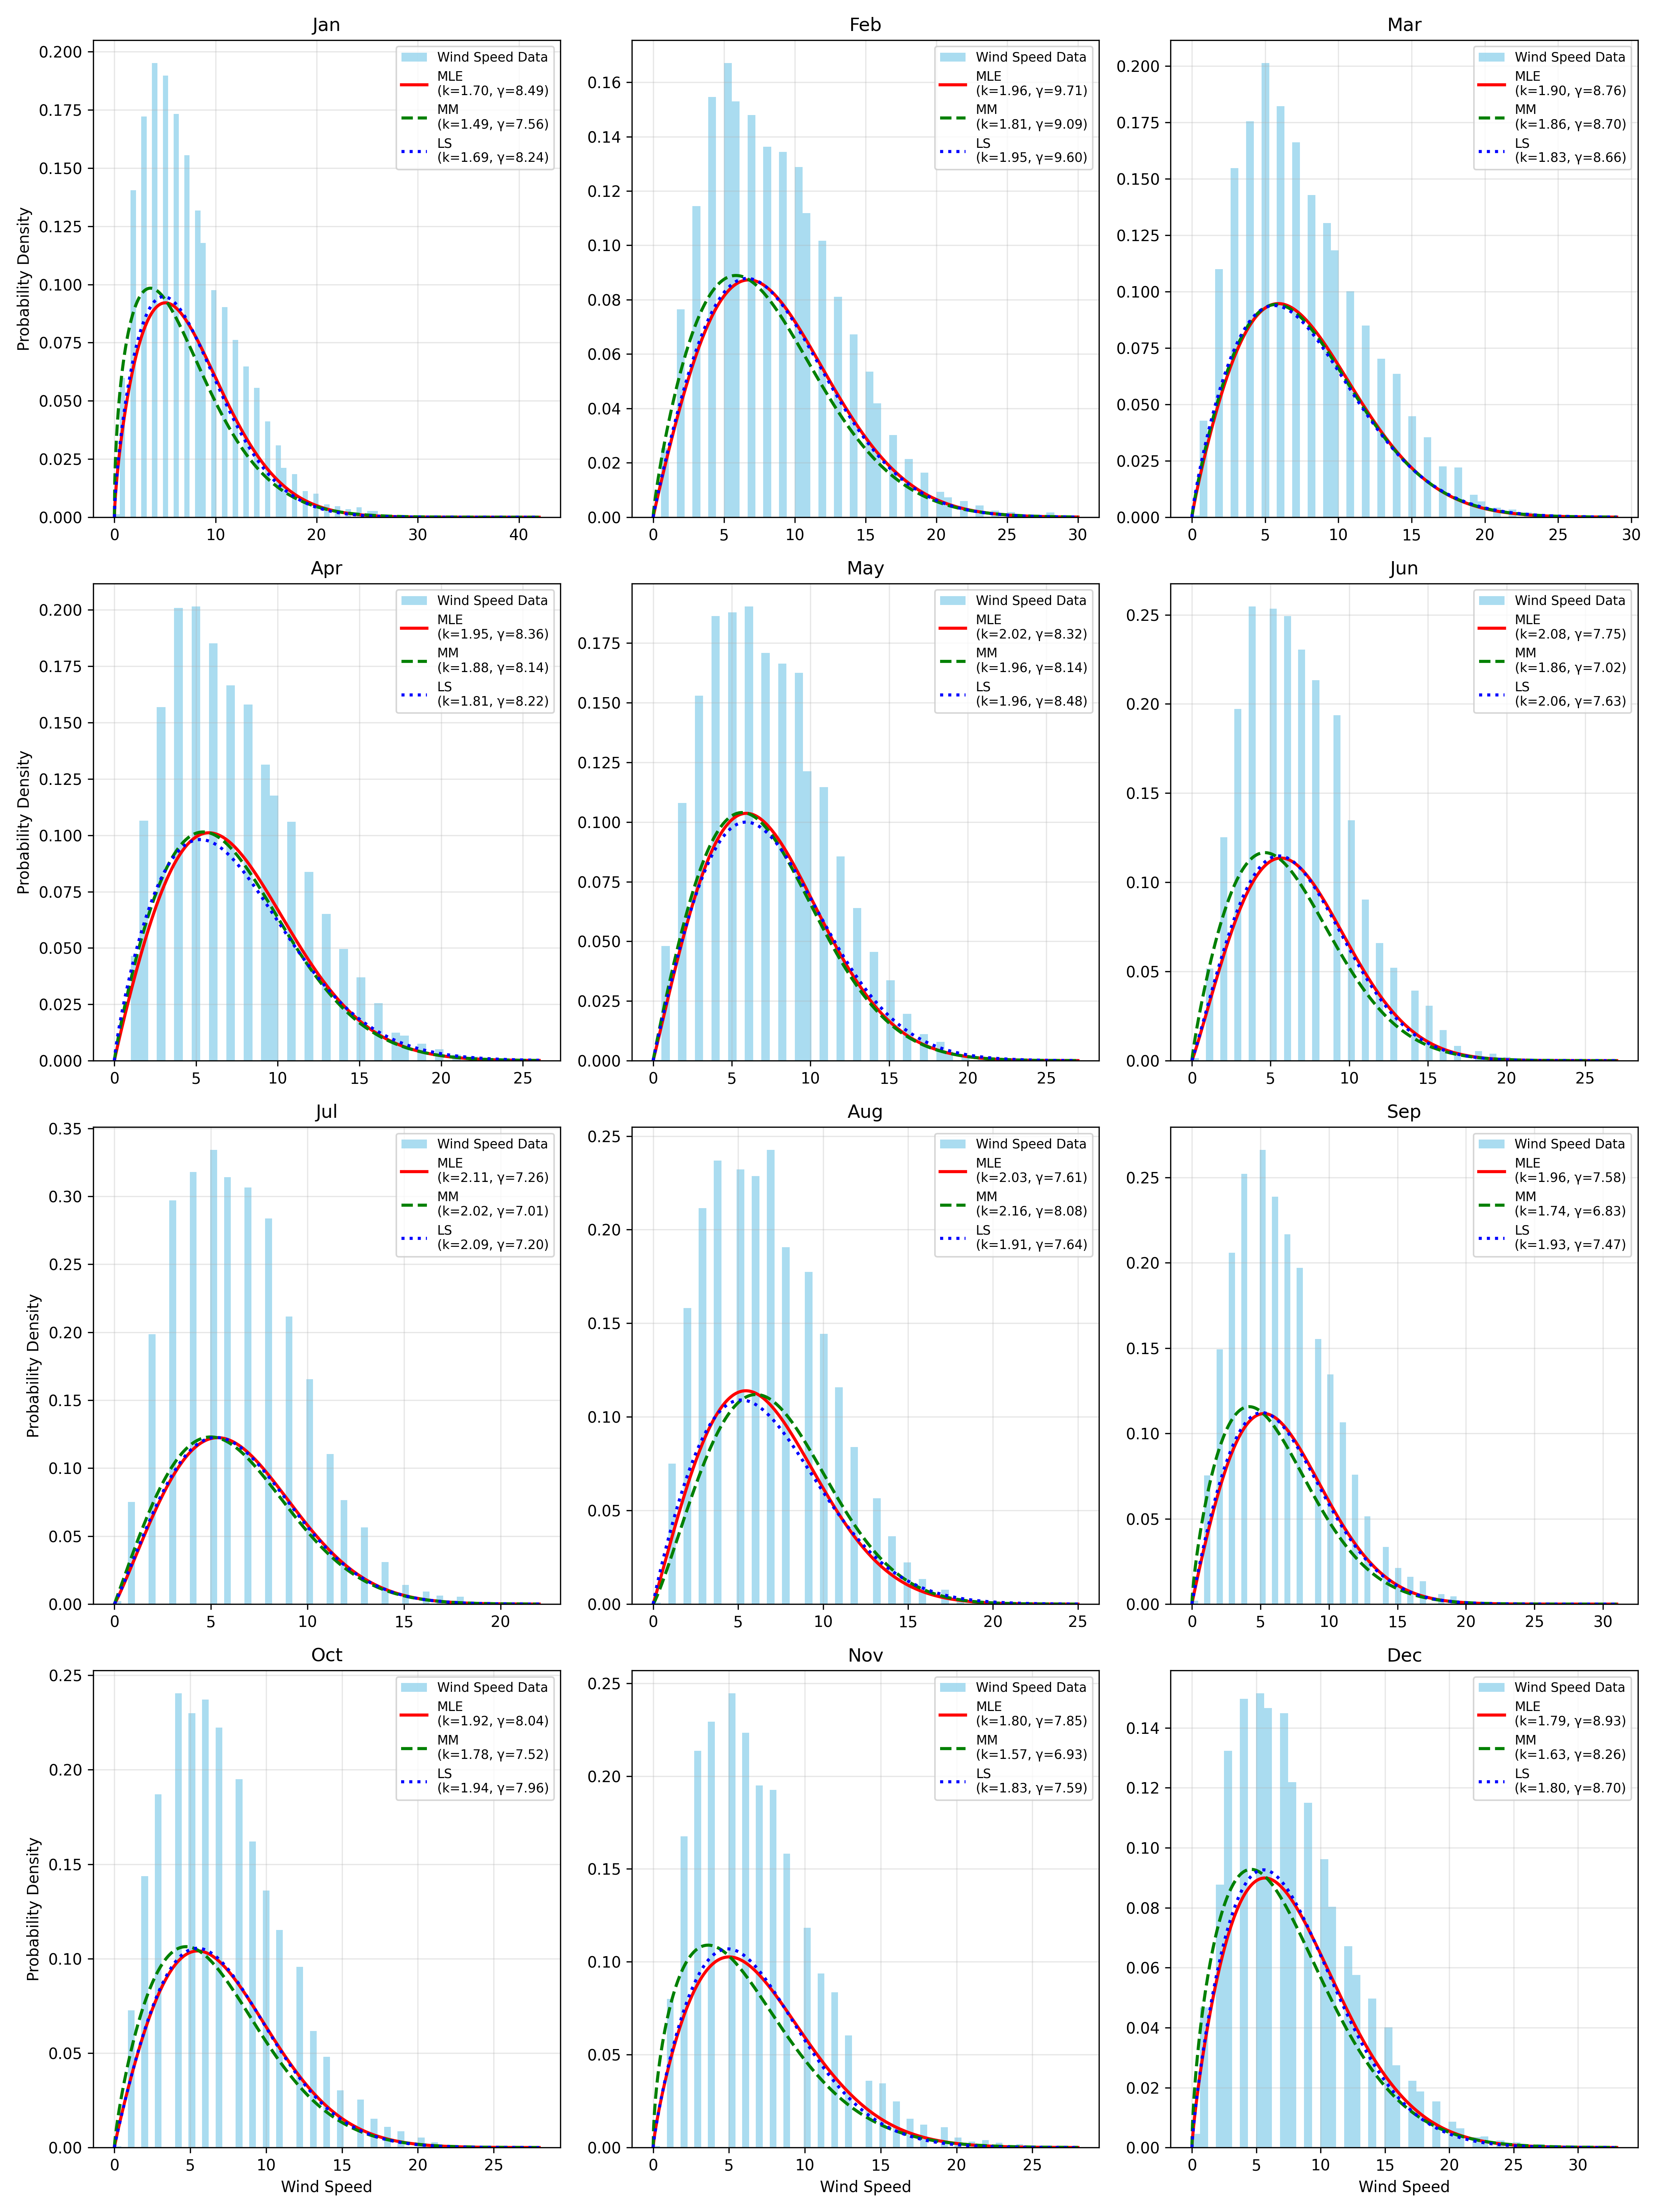 Jan
Probability Density
0.200
0.175
0.150
0.125
0.100
0.075
0.050
0.025
0.000
0 10 20 30 40
Wind Speed Data
MLE
(k=1.70, γ=8.49)
MM
(k=1.49, γ=7.56)
LS
(k=1.69, γ=8.24)
Feb
0.16
0.14
0.12
0.10
0.08
0.06
0.04
0.02
0.00
0 5 10 15 20 25 30
Wind Speed Data
MLE
(k=1.96, γ=9.71)
MM
(k=1.81, γ=9.09)
LS
(k=1.95, γ=9.60)
Mar
0.200
0.175
0.150
0.125
0.100
0.075
0.050
0.025
0.000
0 5 10 15 20 25 30
Wind Speed Data
MLE
(k=1.90, γ=8.76)
MM
(k=1.86, γ=8.70)
LS
(k=1.83, γ=8.66)
Apr
Probability Density
0.200
0.175
0.150
0.125
0.100
0.075
0.050
0.025
0.000
0 5 10 15 20 25
Wind Speed Data
MLE
(k=1.95, γ=8.36)
MM
(k=1.88, γ=8.14)
LS
(k=1.81, γ=8.22)
May
0.175
0.150
0.125
0.100
0.075
0.050
0.025
0.000
0 5 10 15 20 25
Wind Speed Data
MLE
(k=2.02, γ=8.32)
MM
(k=1.96, γ=8.14)
LS
(k=1.96, γ=8.48)
Jun
0.25
0.20
0.15
0.10
0.05
0.00
0 5 10 15 20 25
Wind Speed Data
MLE
(k=2.08, γ=7.75)
MM
(k=1.86, γ=7.02)
LS
(k=2.06, γ=7.63)
Jul
Probability Density
0.35
0.30
0.25
0.20
0.15
0.10
0.05
0.00
0 5 10 15 20
Wind Speed Data
MLE
(k=2.11, γ=7.26)
MM
(k=2.02, γ=7.01)
LS
(k=2.09, γ=7.20)
Aug
0.25
0.20
0.15
0.10
0.05
0.00
0 5 10 15 20 25
Wind Speed Data
MLE
(k=2.03, γ=7.61)
MM
(k=2.16, γ=8.08)
LS
(k=1.91, γ=7.64)
Sep
0.25
0.20
0.15
0.10
0.05
0.00
0 5 10 15 20 25 30
Wind Speed Data
MLE
(k=1.96, γ=7.58)
MM
(k=1.74, γ=6.83)
LS
(k=1.93, γ=7.47)
Oct
Probability Density
0.25
0.20
0.15
0.10
0.05
0.00
0 5 10 15 20 25
Wind Speed
Wind Speed Data
MLE
(k=1.92, γ=8.04)
MM
(k=1.78, γ=7.52)
LS
(k=1.94, γ=7.96)
Nov
0.25
0.20
0.15
0.10
0.05
0.00
0 5 10 15 20 25
Wind Speed
Wind Speed Data
MLE
(k=1.80, γ=7.85)
MM
(k=1.57, γ=6.93)
LS
(k=1.83, γ=7.59)
Dec
0.14
0.12
0.10
0.08
0.06
0.04
0.02
0.00
0 5 10 15 20 25 30
Wind Speed
Wind Speed Data
MLE
(k=1.79, γ=8.93)
MM
(k=1.63, γ=8.26)
LS
(k=1.80, γ=8.70)